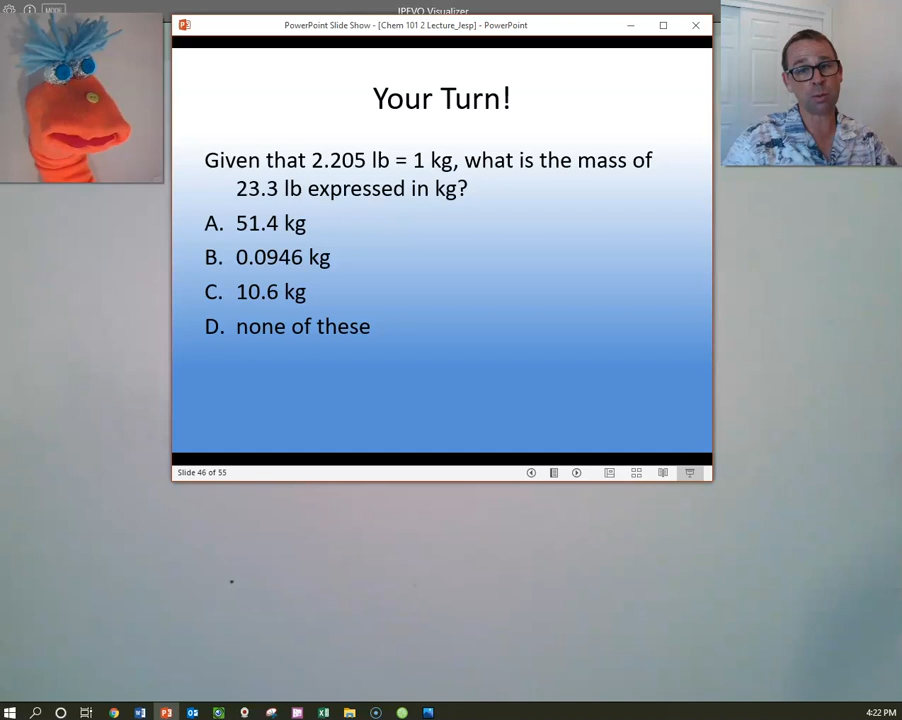 IPEVO Visualizer
MODE
PowerPoint Slide Show - [Chem 101 2 Lecture_Jesp] - PowerPoint
Your Turn!
Given that 2.205 lb = 1 kg, what is the mass of
23.3 lb expressed in kg?
A. 51.4 kg
B. 0.0946 kg
C. 10.6 kg
D. none of these
Slide 46 of 55
4:22 PM